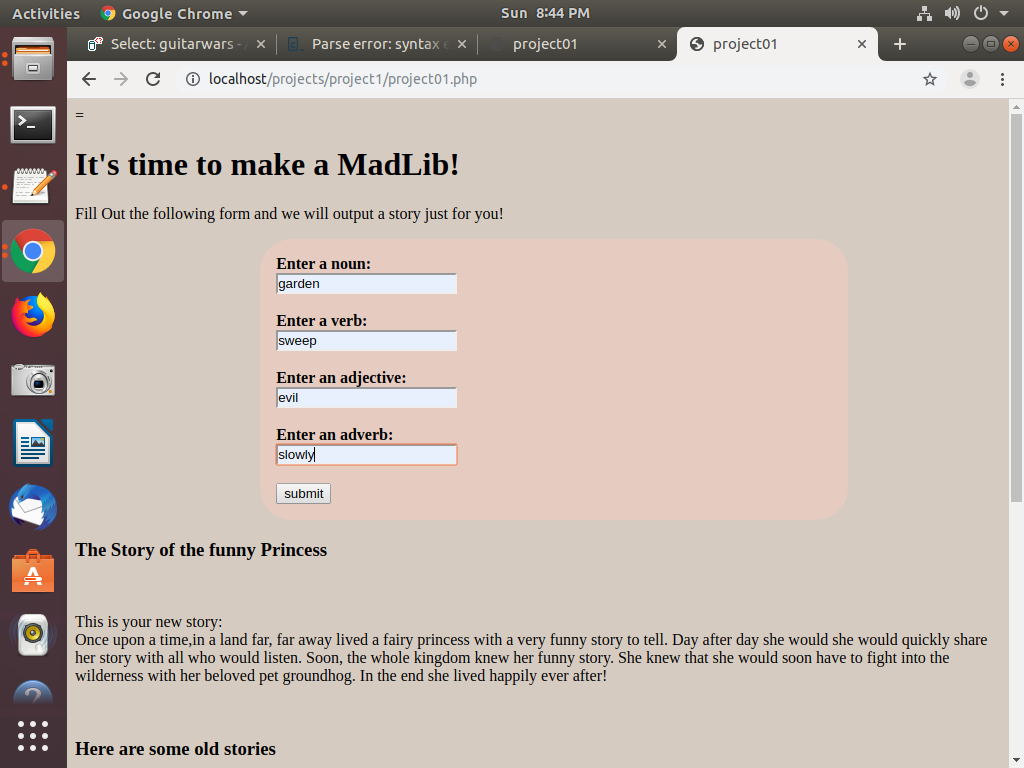 Activities
Google Chrome
Sun 8:44 PM
Select: guitarwars -
Parse error: syntax
project01
project01
localhost/projects/project1/project01.php
=
It's time to make a MadLib!
Fill Out the following form and we will output a story just for you!
Enter a noun:
garden
Enter a verb:
sweep
Enter an adjective:
evil
Enter an adverb:
slowly
submit
The Story of the funny Princess
This is your new story:
Once upon a time,in a land far, far away lived a fairy princess with a very funny story to tell. Day after day she would she would quickly share
her story with all who would listen. Soon, the whole kingdom knew her funny story. She knew that she would soon have to fight into the
wilderness with her beloved pet groundhog. In the end she lived happily ever after!
Here are some old stories